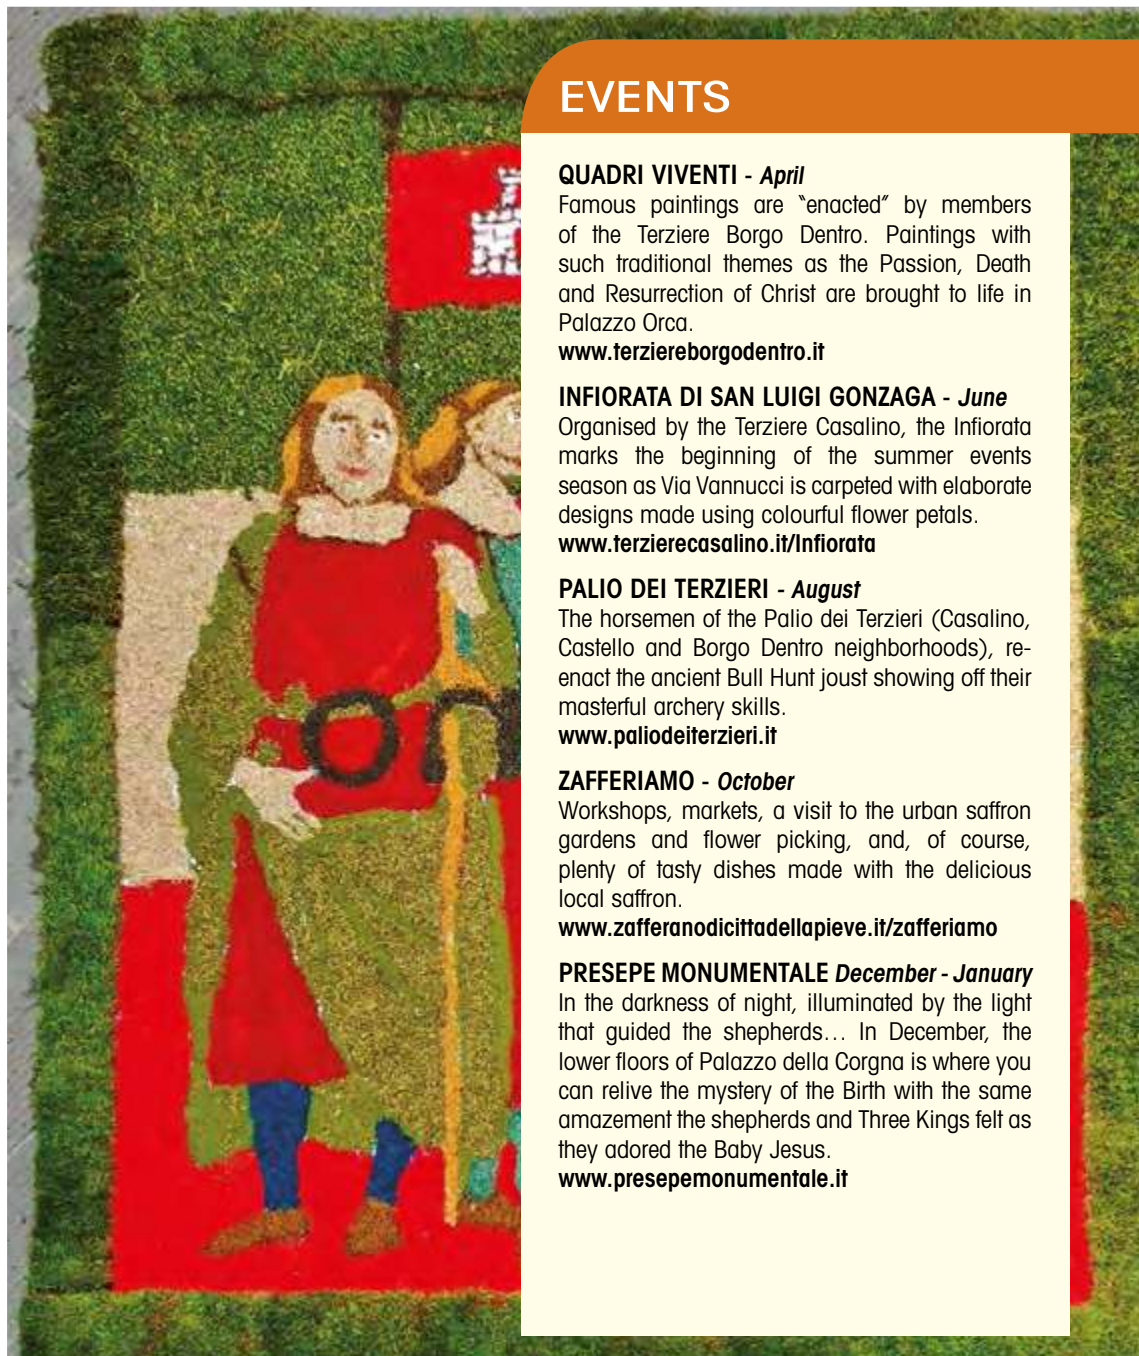 EVENTS
QUADRI VIVENTI - April
Famous paintings are “enacted” by members
of the Terziere Borgo Dentro. Paintings with
such traditional themes as the Passion, Death
and Resurrection of Christ are brought to life in
Palazzo Orca.
www.terziereborgodentro.it
INFIORATA DI SAN LUIGI GONZAGA - June
Organised by the Terziere Casalino, the Infiorata
marks the beginning of the summer events
season as Via Vannucci is carpeted with elaborate
designs made using colourful flower petals.
www.terzierecasalino.it/Infiorata
PALIO DEI TERZIERI - August
The horsemen of the Palio dei Terzieri (Casalino,
Castello and Borgo Dentro neighborhoods), re-
enact the ancient Bull Hunt joust showing off their
masterful archery skills.
www.paliodeiterzieri.it
ZAFFERIAMO - October
Workshops, markets, a visit to the urban saffron
gardens and flower picking, and, of course,
plenty of tasty dishes made with the delicious
local saffron.
www.zafferanodicittadellapieve.it/zafferiamo
PRESEPE MONUMENTALE December - January
In the darkness of night, illuminated by the light
that guided the shepherds… In December, the
lower floors of Palazzo della Corgna is where you
can relive the mystery of the Birth with the same
amazement the shepherds and Three Kings felt as
they adored the Baby Jesus.
www.presepemonumentale.it